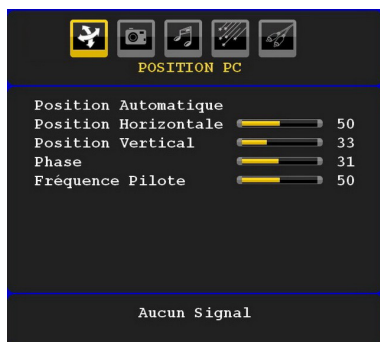 POSITION PC
Position Automatique
Position Horizontale 50
Position Vertical 33
Phase 31
Fréquence Pilote 50
Aucun Signal